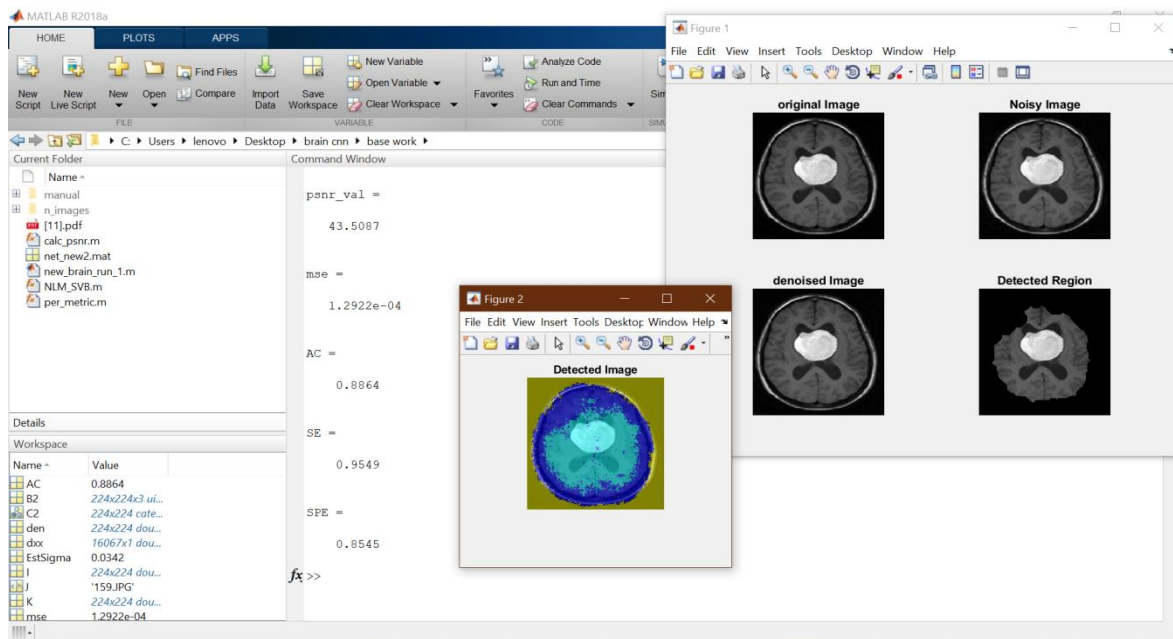 MATLAB R2018a
HOME PLOTS APPS
New Script
New Live Script
New
Open
Find Files
Compare
Import Data
Save Workspace
New Variable
Open Variable
Clear Workspace
Favorites
Analyze Code
Run and Time
Clear Commands
Sim
FILE VARIABLE CODE SIMU
C: Users lenovo Desktop brain cnn base work
Current Folder
Name
manual
n_images
[11].pdf
calc_psnr.m
net_new2.mat
new_brain_run_1.m
NLM_SVB.m
per_metric.m
Details
Workspace
Name Value
AC 0.8864
B2 224x224x3 ui...
C2 224x224 cate...
den 224x224 dou...
dxx 16067x1 dou...
EstSigma 0.0342
I 224x224 dou...
J '159.JPG'
K 224x224 dou...
mse 1.2922e-04
Command Window
psnr_val =
43.5087
mse =
1.2922e-04
AC =
0.8864
SE =
0.9549
SPE =
0.8545
fx >>
Figure 2
File Edit View Insert Tools Desktop Window Help
Detected Image
Figure 1
File Edit View Insert Tools Desktop Window Help
original Image
Noisy Image
denoised Image
Detected Region